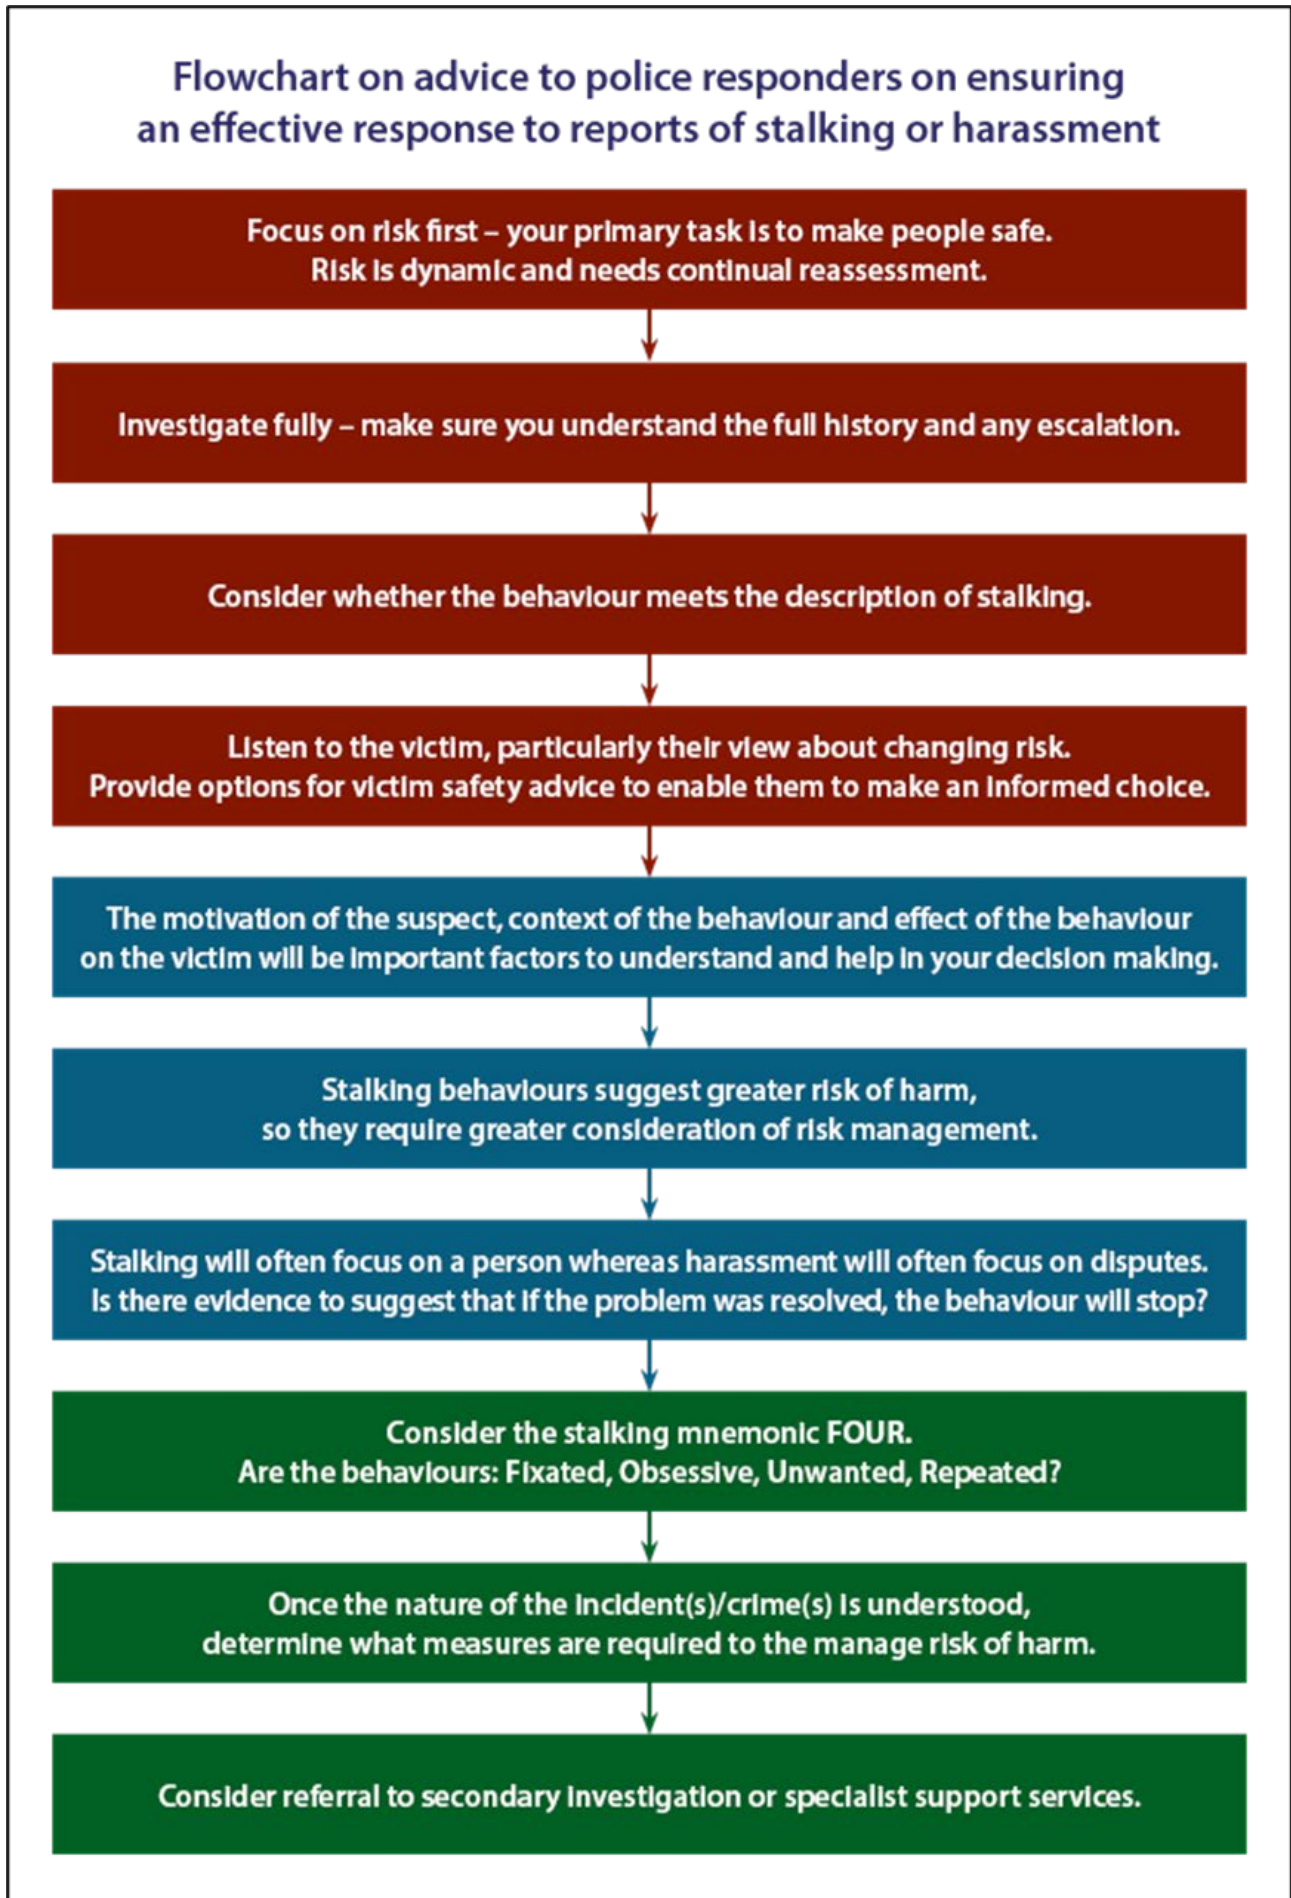 Flowchart on advice to police responders on ensuring
an effective response to reports of stalking or harassment
Focus on risk first – your primary task is to make people safe.
Risk is dynamic and needs continual reassessment.
Investigate fully – make sure you understand the full history and any escalation.
Consider whether the behaviour meets the description of stalking.
Listen to the victim, particularly their view about changing risk.
Provide options for victim safety advice to enable them to make an informed choice.
The motivation of the suspect, context of the behaviour and effect of the behaviour
on the victim will be important factors to understand and help in your decision making.
Stalking behaviours suggest greater risk of harm,
so they require greater consideration of risk management.
Stalking will often focus on a person whereas harassment will often focus on disputes.
Is there evidence to suggest that if the problem was resolved, the behaviour will stop?
Consider the stalking mnemonic FOUR.
Are the behaviours: Fixated, Obsessive, Unwanted, Repeated?
Once the nature of the incident(s)/crime(s) is understood,
determine what measures are required to the manage risk of harm.
Consider referral to secondary investigation or specialist support services.